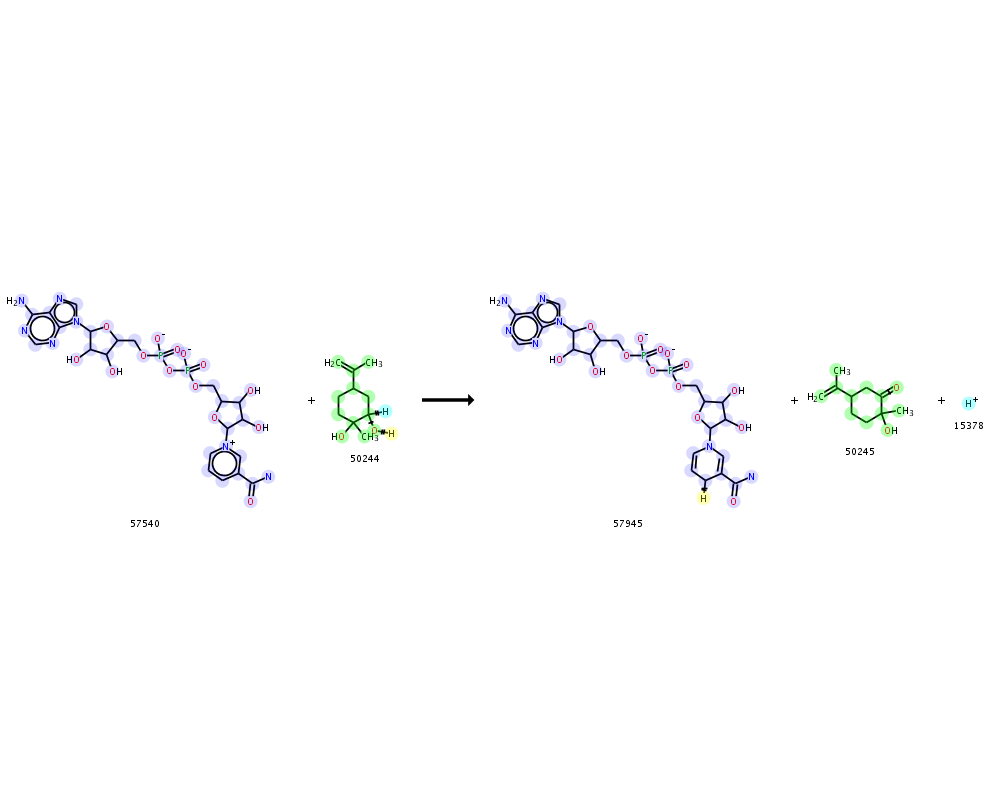 H₂N N N N N O HO OH O P O⁻ O O P O⁻ O O O OH OH N⁺ N O
57540
+
H₂C CH₃ H O H HO CH₃
50244
H₂N N N N N O HO OH O P O⁻ O O P O⁻ O O O OH OH N N O H
57945
+
CH₃ H₂C O CH₃ OH
50245
+
H⁺
15378